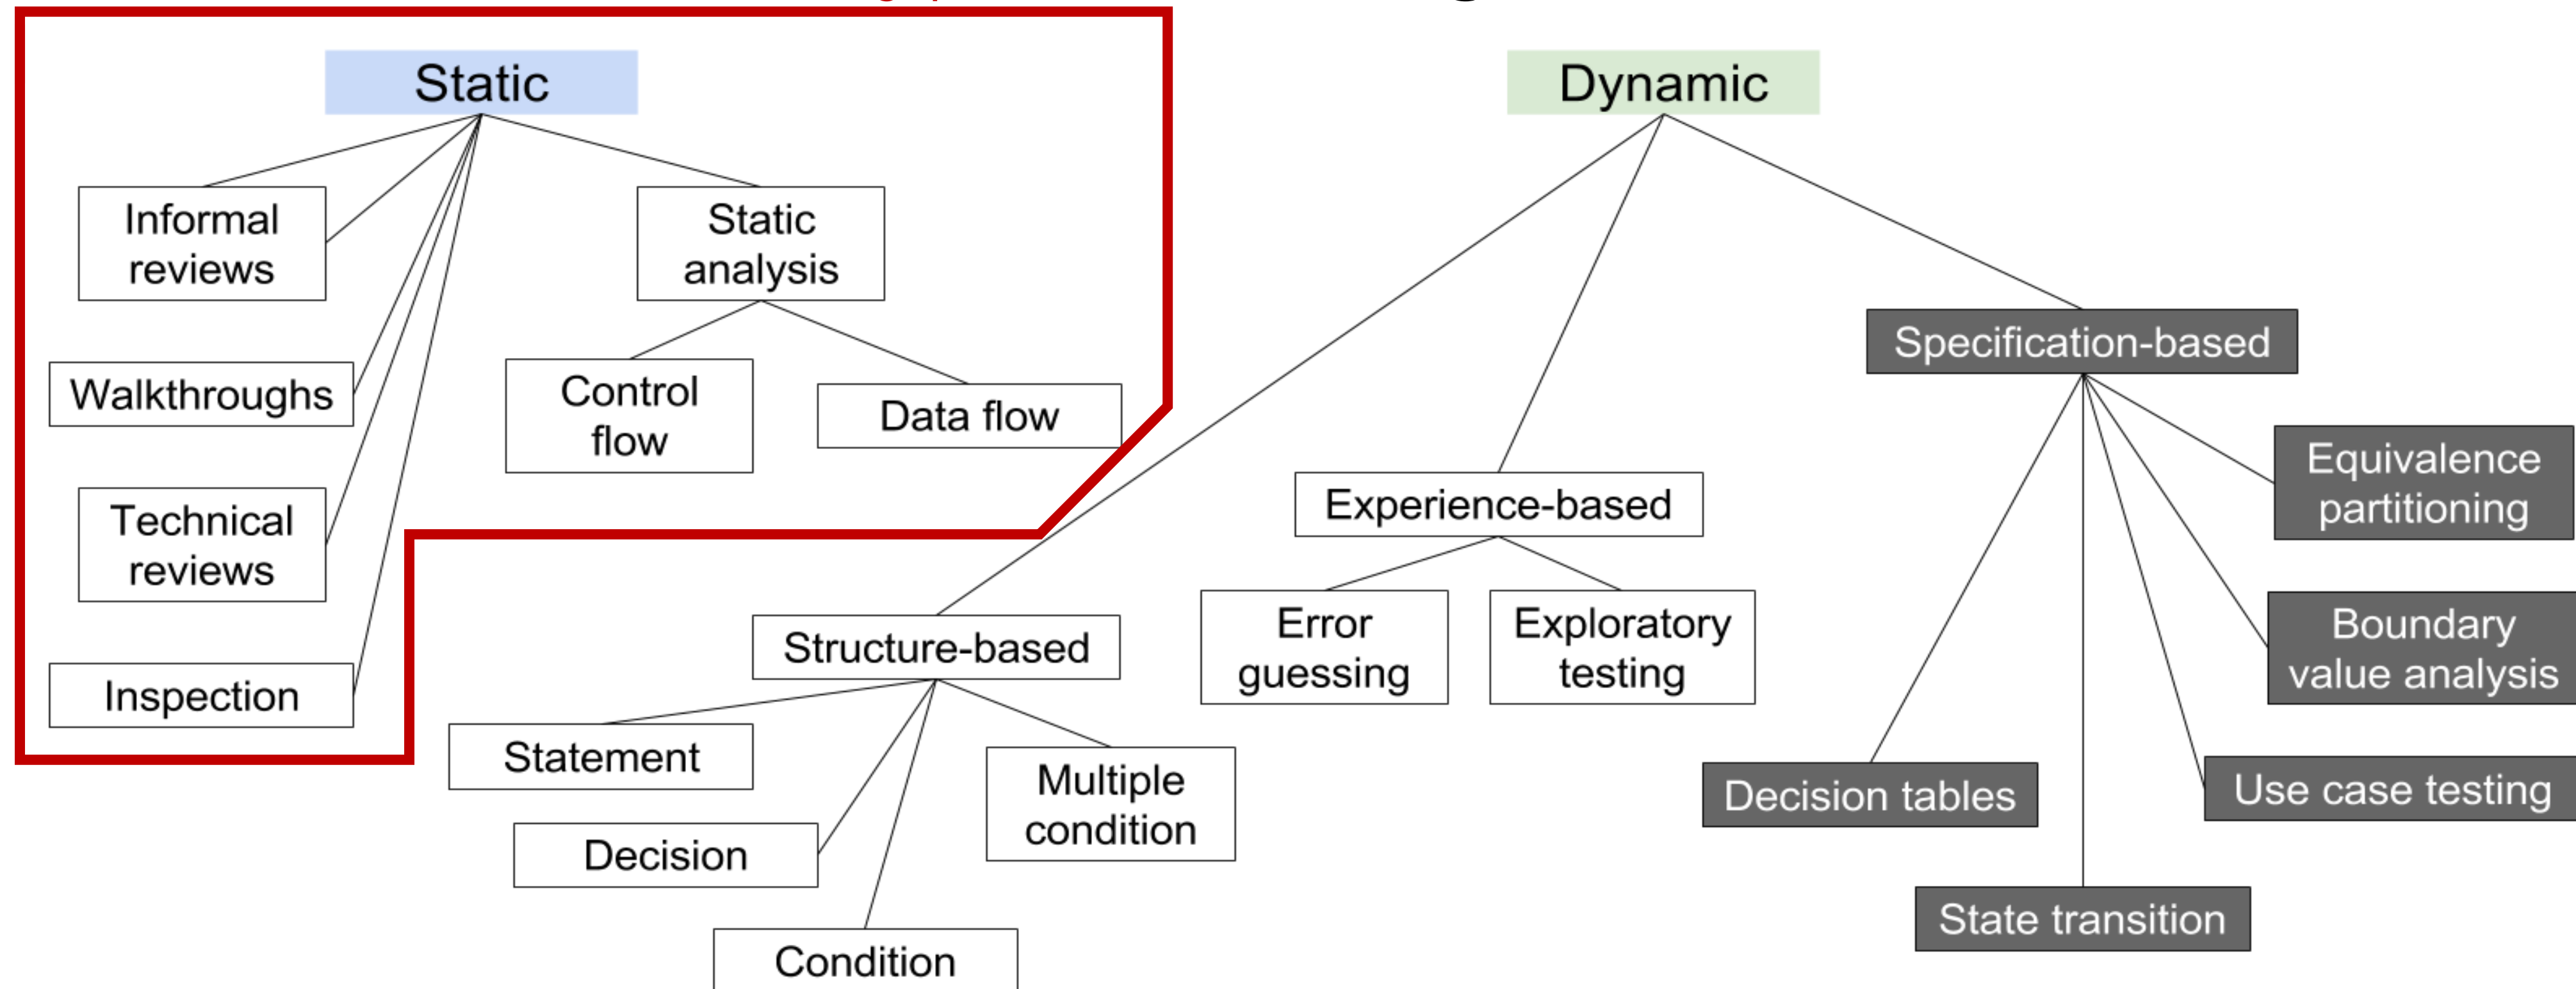 Static
Dynamic
Informal
reviews
Static
analysis
Specification-based
Walkthroughs
Control
flow
Data flow
Equivalence
partitioning
Experience-based
Technical
reviews
Error
guessing
Exploratory
testing
Boundary
value analysis
Structure-based
Inspection
Statement
Multiple
condition
Decision tables
Use case testing
Decision
State transition
Condition